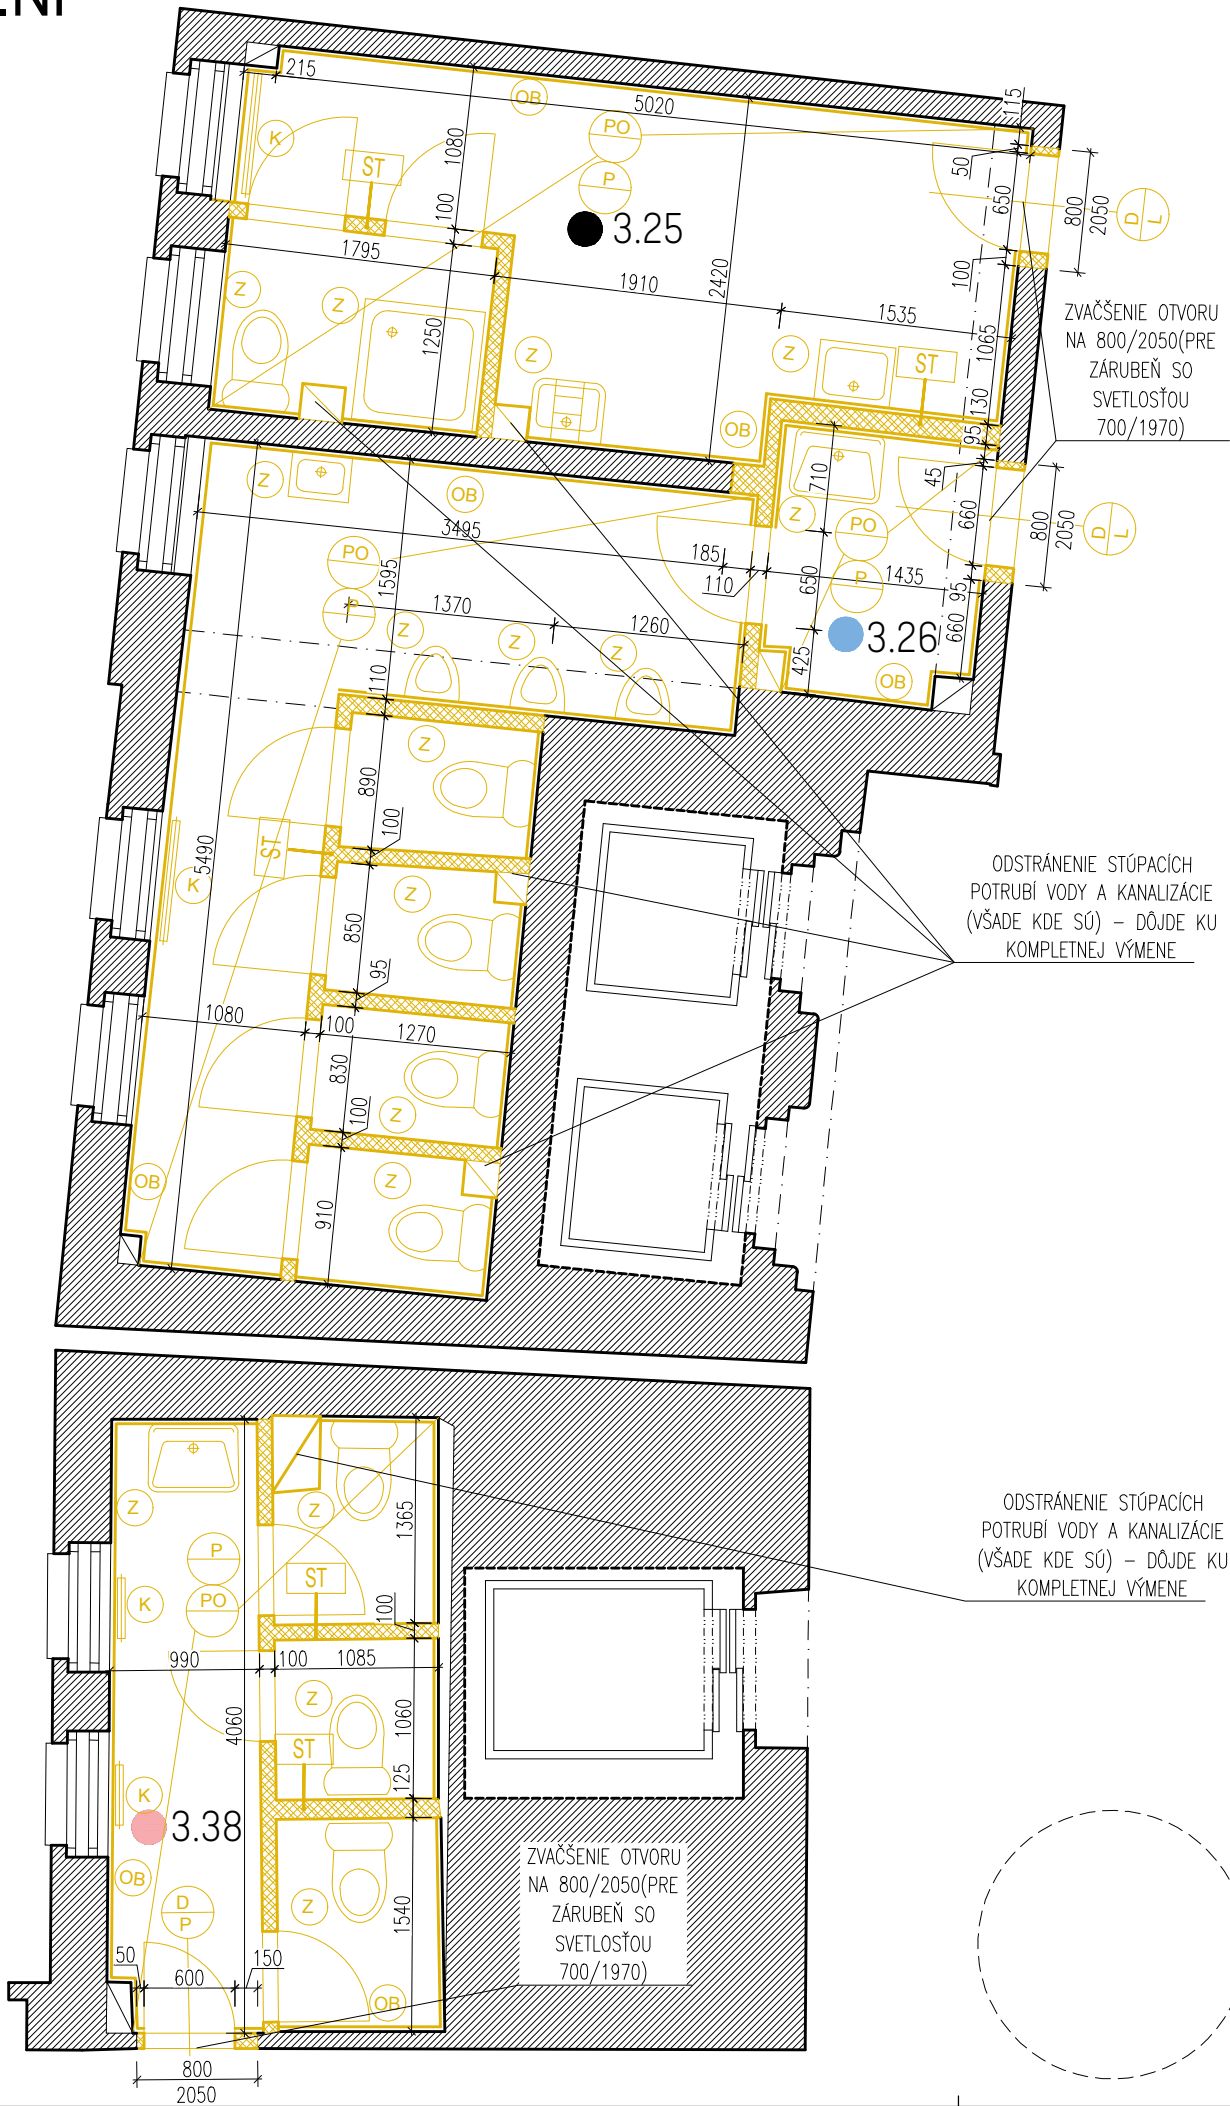 215
5020
115
OB
PO
K
1080
ST
50
P
650
800
2050
D
L
100
3.25
1795
1910
2420
100
1535
Z
Z
1250
Z
Z
ST
1065
ZVAČŠENIE OTVORU
NA 800/2050(PRE
ZÁRUBEŇ SO
SVETLOSŤOU
700/1970)
130
OB
95
Z
OB
710
45
3495
Z
PO
660
800
2050
D
L
PO
1595
185
110
650
P
1435
95
P
1370
1260
Z
Z
Z
3.26
660
425
OB
110
Z
890
100
ST
5490
K
Z
850
ODSTRÁNENIE STÚPACÍCH
POTRUBÍ VODY A KANALIZÁCIE
(VŠADE KDE SÚ) – DÔJDE KU
KOMPLETNEJ VÝMENE
95
1080
100
1270
830
100
Z
OB
Z
910
Z
1365
Z
P
PO
K
ST
100
ODSTRÁNENIE STÚPACÍCH
POTRUBÍ VODY A KANALIZÁCIE
(VŠADE KDE SÚ) – DÔJDE KU
KOMPLETNEJ VÝMENE
990
100
1085
4060
Z
1060
ST
125
K
3.38
OB
D
P
Z
1540
ZVAČŠENIE OTVORU
NA 800/2050(PRE
ZÁRUBEŇ SO
SVETLOSŤOU
700/1970)
50
600
150
OB
800
2050